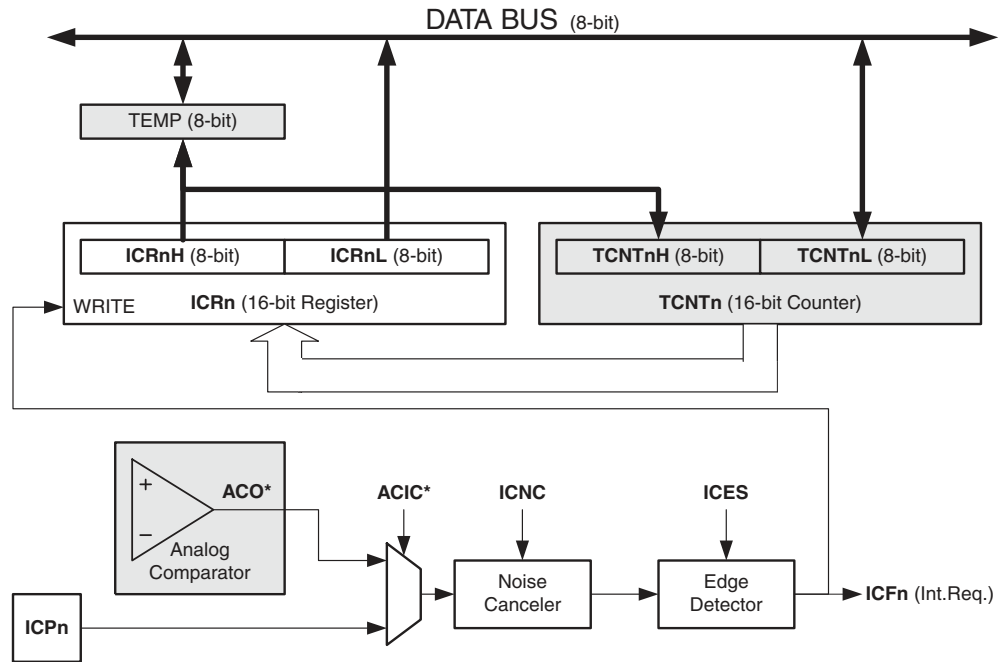 DATA BUS (8-bit)
TEMP (8-bit)
ICRnH (8-bit)
ICRnL (8-bit)
TCNTnH (8-bit)
TCNTnL (8-bit)
WRITE
ICRn (16-bit Register)
TCNTn (16-bit Counter)
+
−
ACO*
Analog
Comparator
ACIC*
ICNC
ICES
Noise
Canceler
Edge
Detector
ICFn (Int.Req.)
ICPn